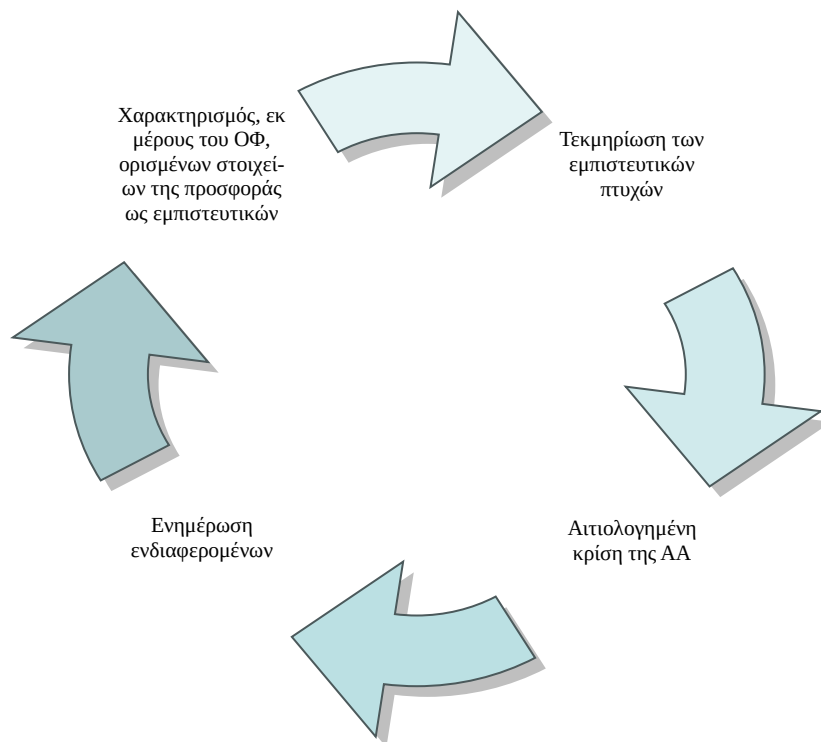 Χαρακτηρισμός, εκ
μέρους του ΟΦ,
ορισμένων στοιχεί-
ων της προσφοράς
ως εμπιστευτικών
Τεκμηρίωση των
εμπιστευτικών
πτυχών
Αιτιολογημένη
κρίση της ΑΑ
Ενημέρωση
ενδιαφερομένων